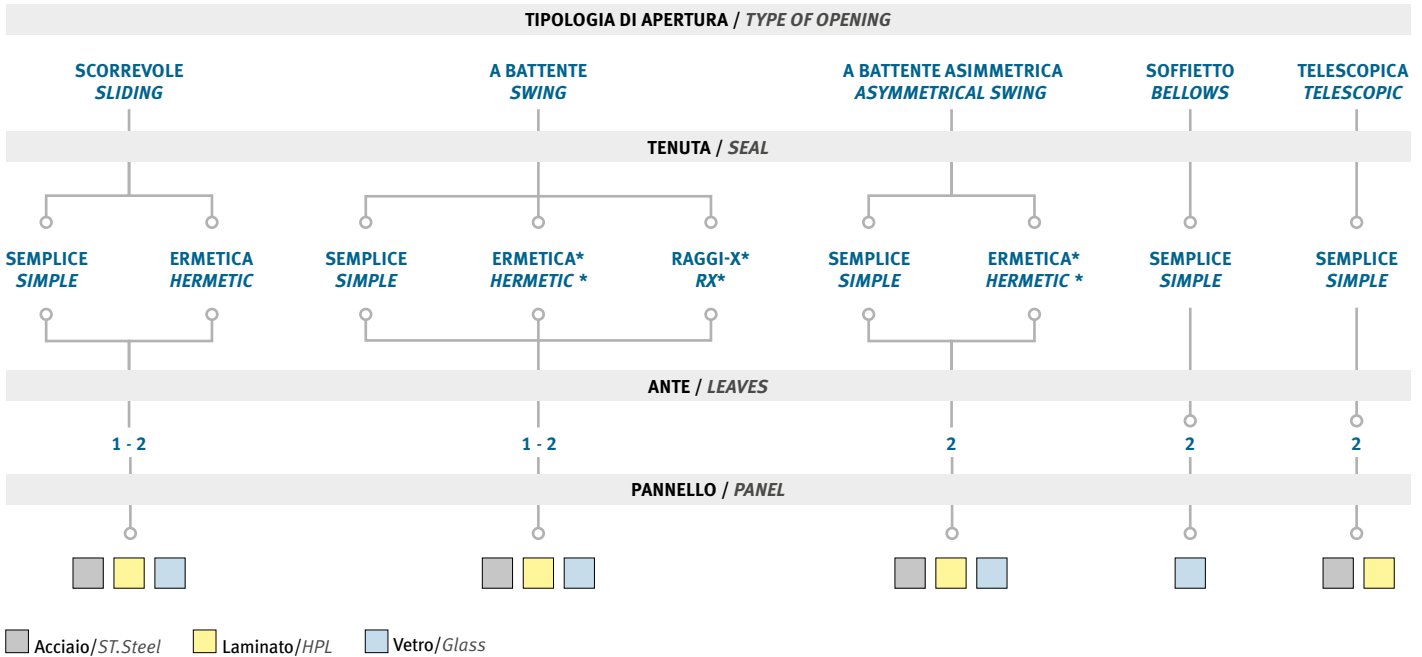 TIPOLOGIA DI APERTURA / TYPE OF OPENING
SCORREVOLE
SLIDING
A BATTENTE
SWING
A BATTENTE ASIMMETRICA
ASYMMETRICAL SWING
SOFFIETTO
BELLOWS
TELESCOPICA
TELESCOPIC
TENUTA / SEAL
SEMPLICE
SIMPLE
ERMETICA
HERMETIC
SEMPLICE
SIMPLE
ERMETICA*
HERMETIC *
RAGGI-X*
RX*
SEMPLICE
SIMPLE
ERMETICA*
HERMETIC *
SEMPLICE
SIMPLE
SEMPLICE
SIMPLE
ANTE / LEAVES
1 - 2
1 - 2
2
2
2
PANNELLO / PANEL
Acciaio/ST.Steel
Laminato/HPL
Vetro/Glass